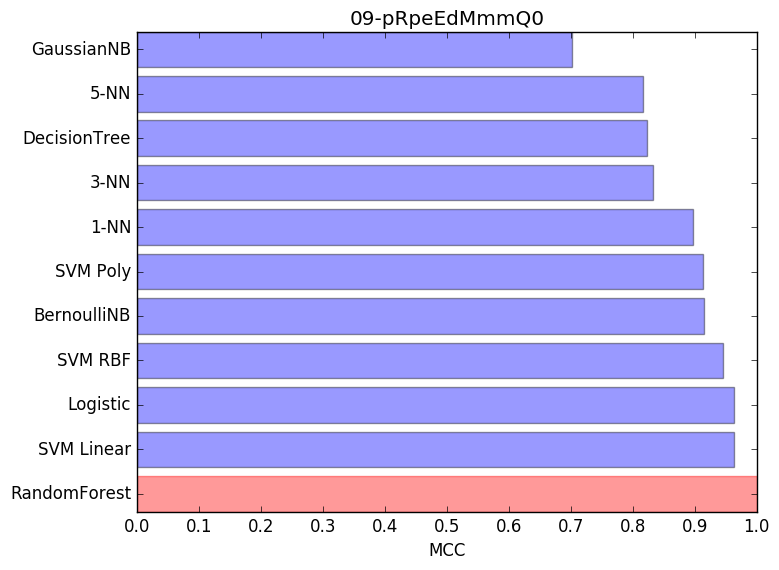 09-pRpeEdMmmQ0
GaussianNB
5-NN
DecisionTree
3-NN
1-NN
SVM Poly
BernoulliNB
SVM RBF
Logistic
SVM Linear
RandomForest
0.0 0.1 0.2 0.3 0.4 0.5 0.6 0.7 0.8 0.9 1.0
MCC